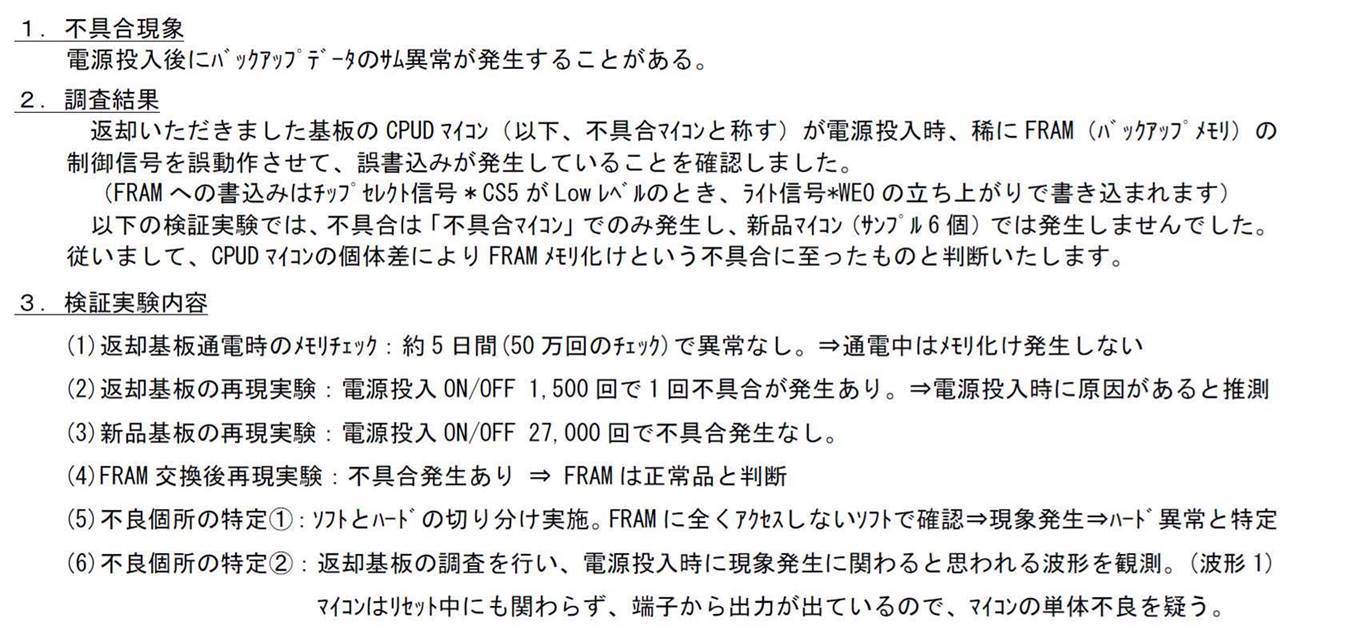 １．不具合現象
電源投入後にﾊﾞｯｸｱｯﾌﾟﾃﾞｰﾀのｻﾑ異常が発生することがある。
２．調査結果
返却いただきました基板の CPUD ﾏｲｺﾝ（以下、不具合ﾏｲｺﾝと称す）が電源投入時、稀に FRAM（ﾊﾞｯｸｱｯﾌﾟﾒﾓﾘ）の
制御信号を誤動作させて、誤書込みが発生していることを確認しました。
（FRAM への書込みはﾁｯﾌﾟｾﾚｸﾄ信号＊CS5 が Low ﾚﾍﾞﾙのとき、ﾗｲﾄ信号*WE0 の立ち上がりで書き込まれます）
以下の検証実験では、不具合は「不具合ﾏｲｺﾝ」でのみ発生し、新品ﾏｲｺﾝ（ｻﾝﾌﾟﾙ 6 個）では発生しませんでした。
従いまして、CPUD ﾏｲｺﾝの個体差により FRAM ﾒﾓﾘ化けという不具合に至ったものと判断いたします。
３．検証実験内容
(1)返却基板通電時のﾒﾓﾘﾁｪｯｸ：約 5 日間(50 万回のﾁｪｯｸ)で異常なし。⇒通電中はﾒﾓﾘ化け発生しない
(2)返却基板の再現実験：電源投入 ON/OFF 1,500 回で 1 回不具合が発生あり。⇒電源投入時に原因があると推測
(3)新品基板の再現実験：電源投入 ON/OFF 27,000 回で不具合発生なし。
(4)FRAM 交換後再現実験：不具合発生あり ⇒ FRAM は正常品と判断
(5)不良個所の特定①：ｿﾌﾄとﾊｰﾄﾞの切り分け実施。FRAM に全くｱｸｾｽしないｿﾌﾄで確認⇒現象発生⇒ﾊｰﾄﾞ異常と特定
(6)不良個所の特定②：返却基板の調査を行い、電源投入時に現象発生に関わると思われる波形を観測。(波形 1)
ﾏｲｺﾝはﾘｾｯﾄ中にも関わらず、端子から出力が出ているので、ﾏｲｺﾝの単体不良を疑う。